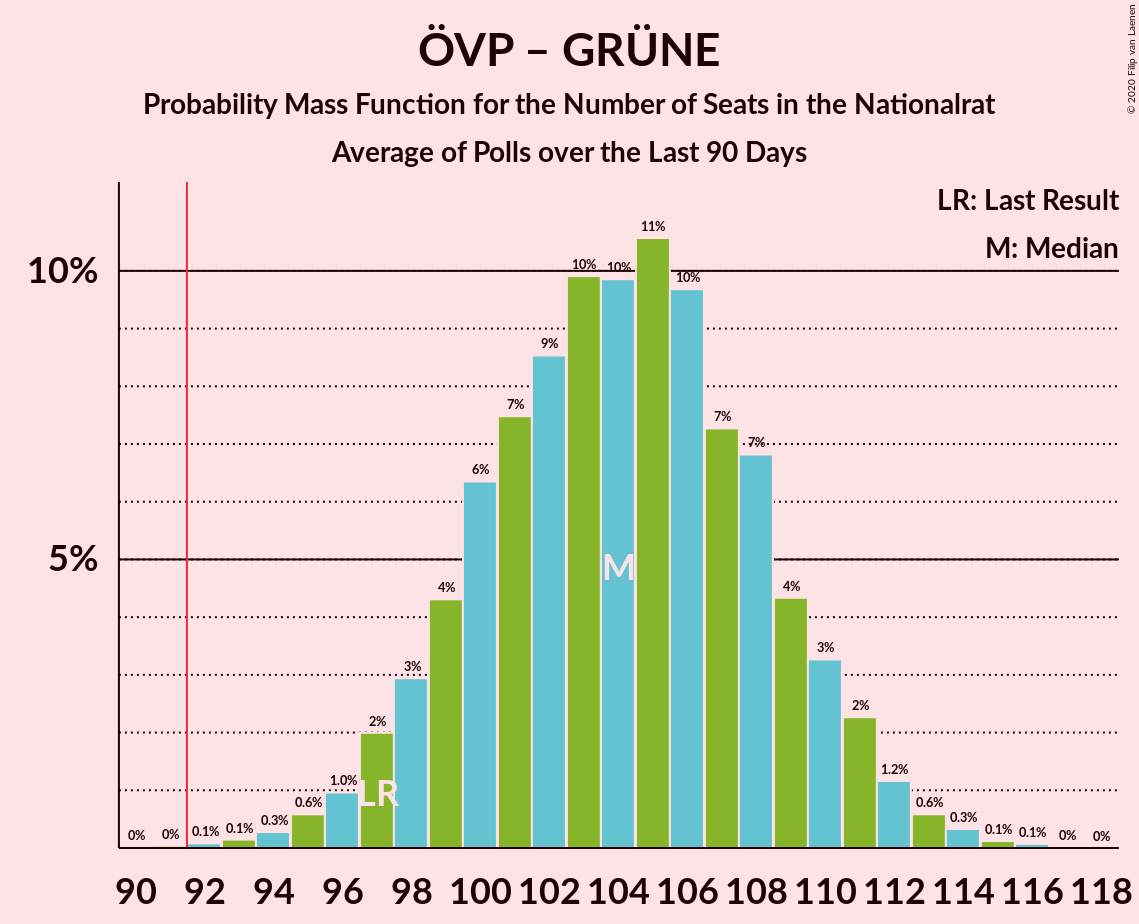 ÖVP – GRÜNE
Probability Mass Function for the Number of Seats in the Nationalrat
Average of Polls over the Last 90 Days
© 2020 Filip van Laenen
LR: Last Result
M: Median
10%
5%
0% 0% 0.1% 0.1% 0.3% 0.6% 1.0% 2% 3% 4% 6% 7% 9% 10% 10% 11% 10% 7% 7% 4% 3% 2% 1.2% 0.6% 0.3% 0.1% 0.1% 0% 0%
M
LR
90 92 94 96 98 100 102 104 106 108 110 112 114 116 118